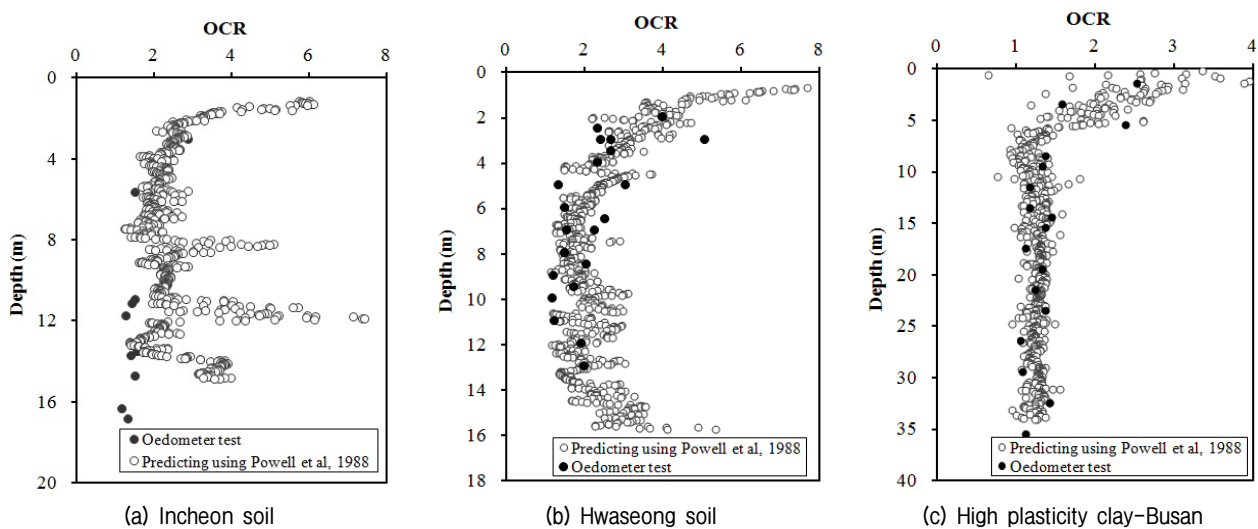 OCR
0 2 4 6 8
Depth (m)
0
4
8
12
16
20
Oedometer test
Predicting using Powell et al, 1988
(a) Incheon soil
OCR
0 2 4 6 8
Depth (m)
0
2
4
6
8
10
12
14
16
18
Predicting using Powell et al, 1988
Oedometer test
(b) Hwaseong soil
OCR
0 1 2 3 4
Depth (m)
0
5
10
15
20
25
30
35
40
Predicting using Powell et al, 1988
Oedometer test
(c) High plasticity clay-Busan